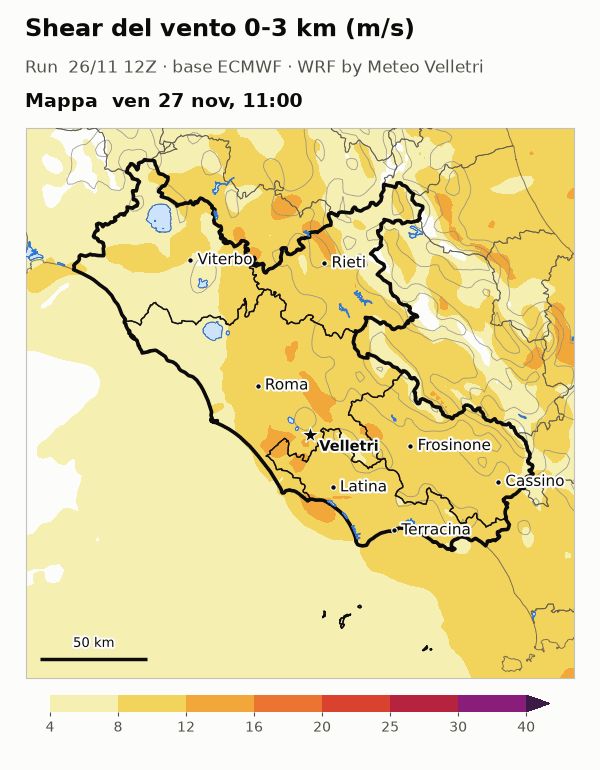 Shear del vento 0-3 km (m/s)
Run  26/11 12Z · base ECMWF · WRF by Meteo Velletri
Mappa  ven 27 nov, 11:00
Viterbo
Rieti
Roma
Velletri
Frosinone
Cassino
Latina
Terracina
50 km
4 8 12 16 20 25 30 40